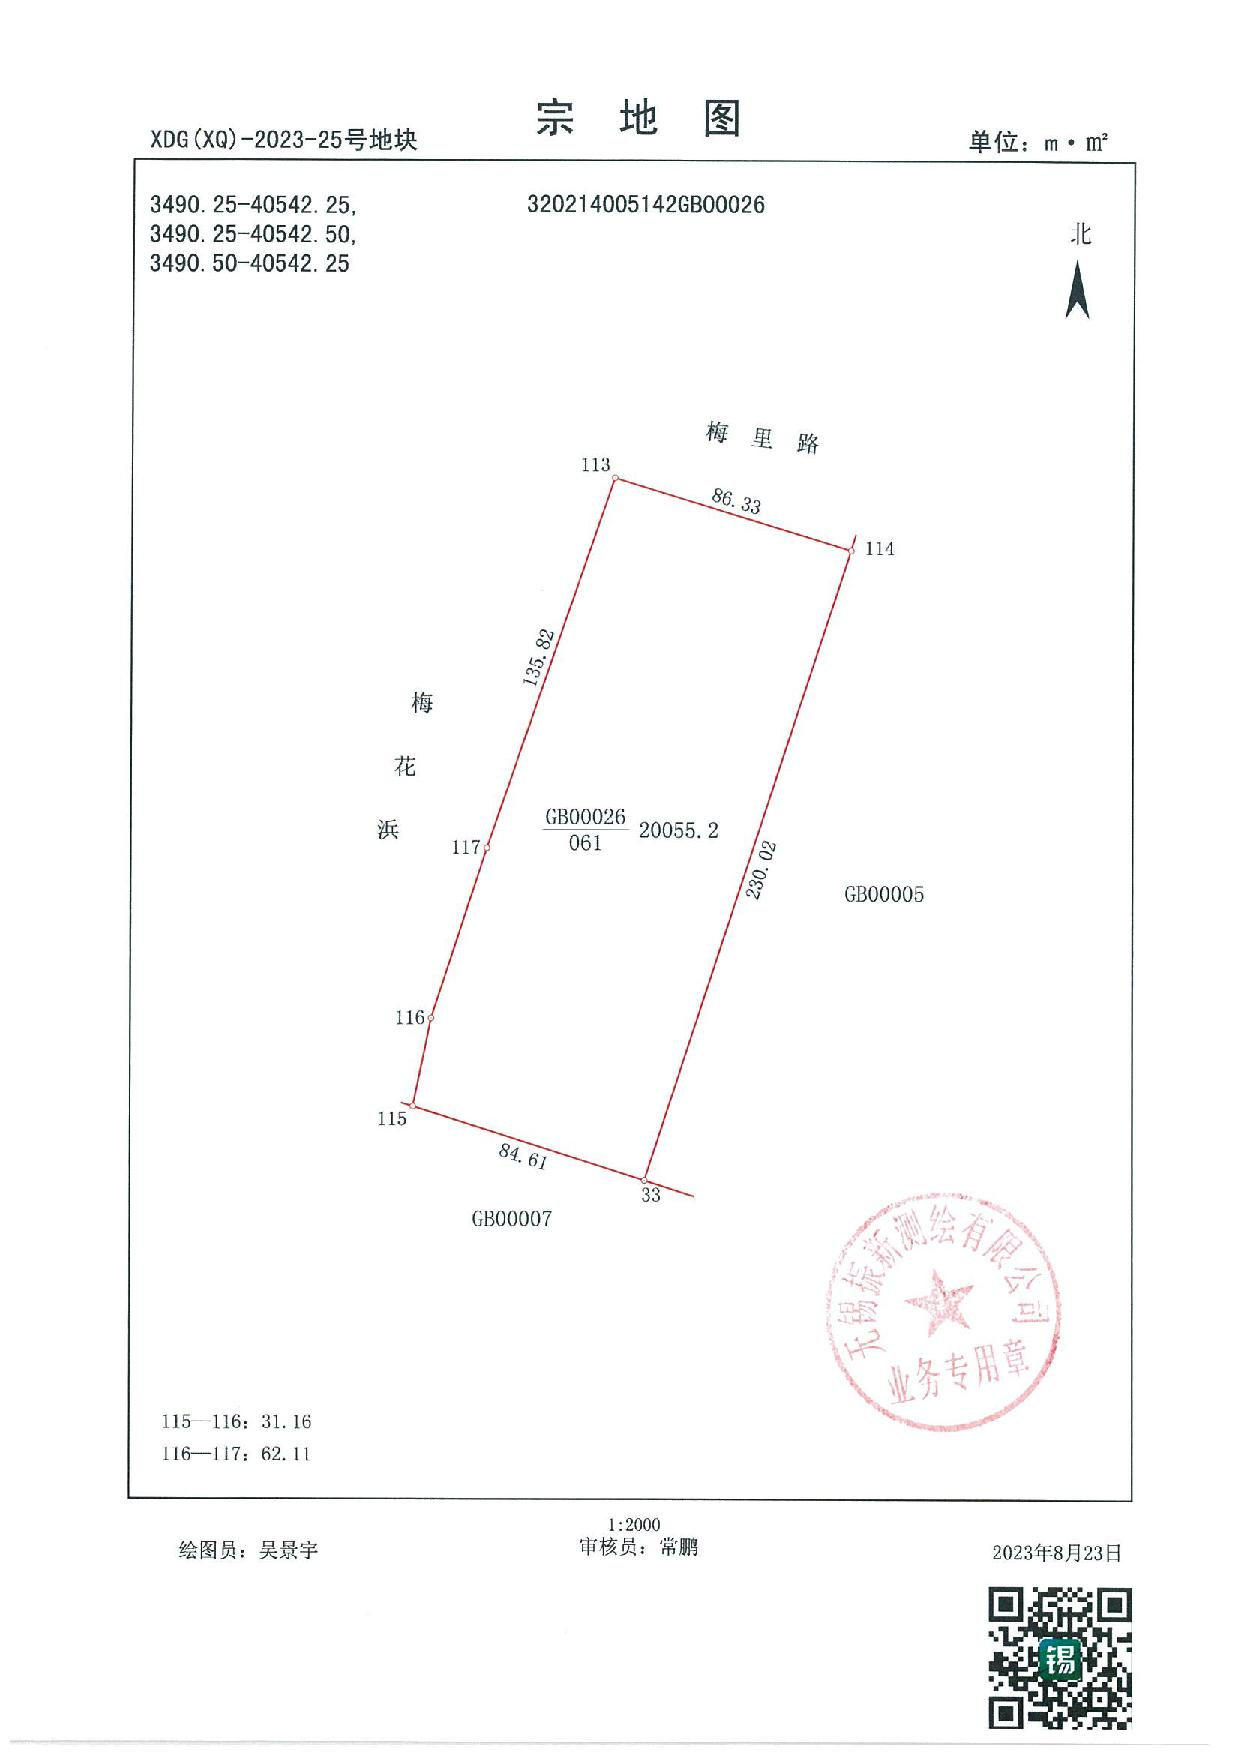 宗 地 图
XDG(XQ)-2023-25号地块
单位：m·m²
3490.25-40542.25,
3490.25-40542.50,
3490.50-40542.25
320214005142GB00026
北
梅 里 路
113
86.33
114
135.82
梅
花
浜
GB00026
061
20055.2
117
230.02
GB00005
116
115
84.61
33
GB00007
无锡振新测绘有限公司
业务专用章
115—116：31.16
116—117：62.11
1:2000
绘图员：吴景宇
审核员：常鹏
2023年8月23日
锡